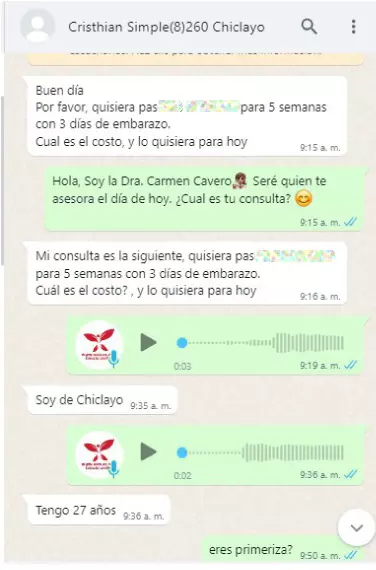 Cristhian Simple(8)260 Chiclayo
Buen día
Por favor, quisiera pas para 5 semanas
con 3 días de embarazo.
Cual es el costo, y lo quisiera para hoy
9:15 a. m.
Hola, Soy la Dra. Carmen Cavero Seré quien te
asesora el día de hoy. ¿Cual es tu consulta? 😊
9:15 a. m.
Mi consulta es la siguiente, quisiera pas
para 5 semanas con 3 días de embarazo.
Cuál es el costo? , y lo quisiera para hoy
9:16 a. m.
0:03
9:19 a. m.
Soy de Chiclayo
9:35 a. m.
0:02
9:36 a. m.
Tengo 27 años
9:36 a. m.
eres primeriza?
9:50 a. m.